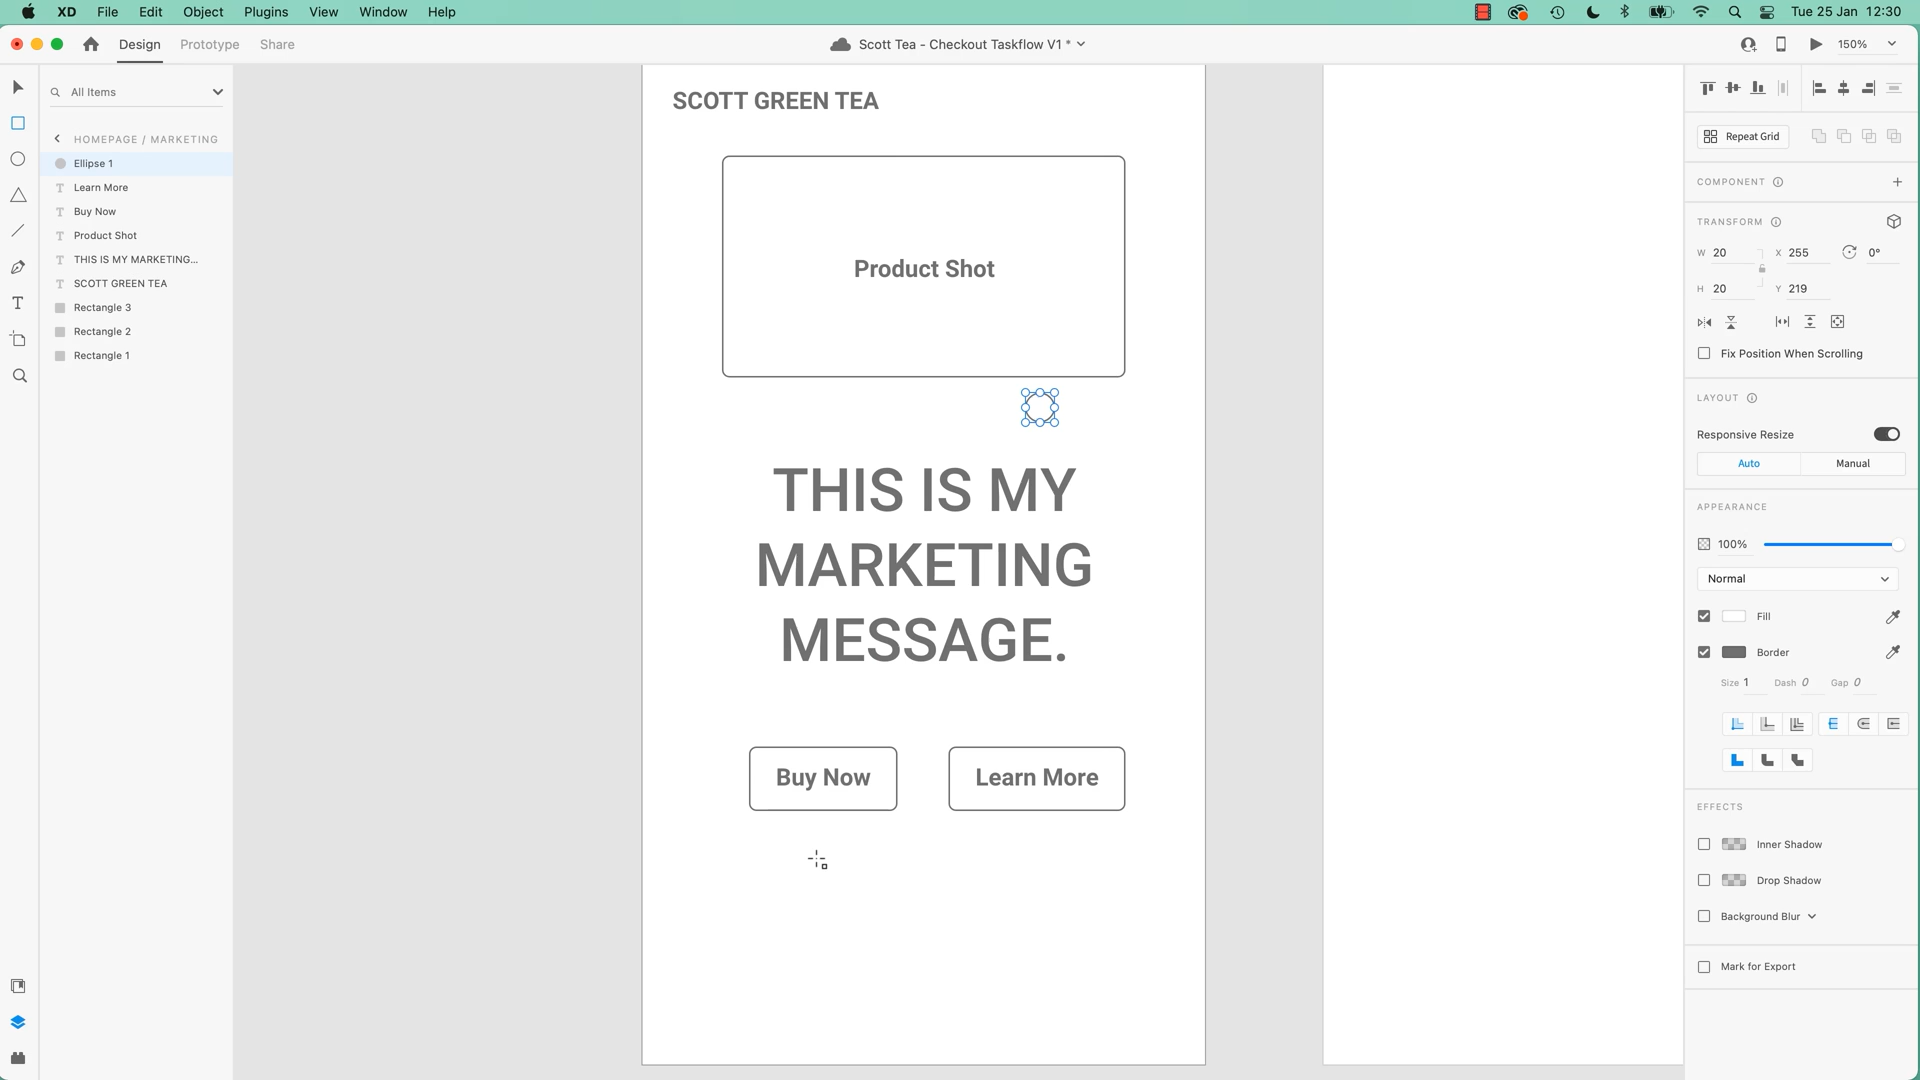 XD File Edit Object Plugins View Window Help
Tue 25 Jan 12:30
Design Prototype Share
Scott Tea - Checkout Taskflow V1 *
150%
All Items
HOMEPAGE / MARKETING
Ellipse 1
Learn More
Buy Now
Product Shot
THIS IS MY MARKETING...
SCOTT GREEN TEA
Rectangle 3
Rectangle 2
Rectangle 1
SCOTT GREEN TEA
Product Shot
THIS IS MY
MARKETING
MESSAGE.
Buy Now
Learn More
Repeat Grid
COMPONENT
TRANSFORM
W 20 X 255 0°
H 20 Y 219
Fix Position When Scrolling
LAYOUT
Responsive Resize
Auto Manual
APPEARANCE
100%
Normal
Fill
Border
Size 1 Dash 0 Gap 0
EFFECTS
Inner Shadow
Drop Shadow
Background Blur
Mark for Export